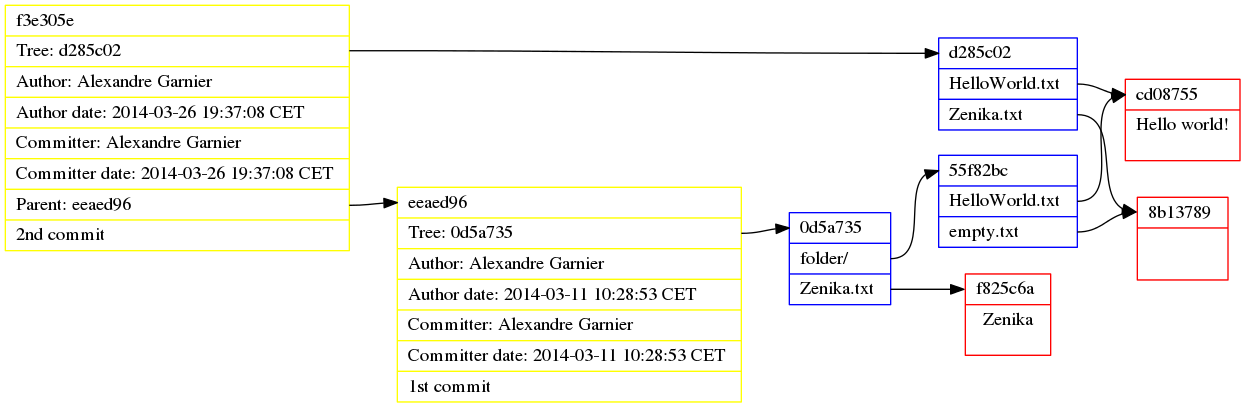 f3e305e
Tree: d285c02
Author: Alexandre Garnier
Author date: 2014-03-26 19:37:08 CET
Committer: Alexandre Garnier
Committer date: 2014-03-26 19:37:08 CET
Parent: eeaed96
2nd commit
eeaed96
Tree: 0d5a735
Author: Alexandre Garnier
Author date: 2014-03-11 10:28:53 CET
Committer: Alexandre Garnier
Committer date: 2014-03-11 10:28:53 CET
1st commit
0d5a735
folder/
Zenika.txt
d285c02
HelloWorld.txt
Zenika.txt
55f82bc
HelloWorld.txt
empty.txt
f825c6a
Zenika
cd08755
Hello world!
8b13789